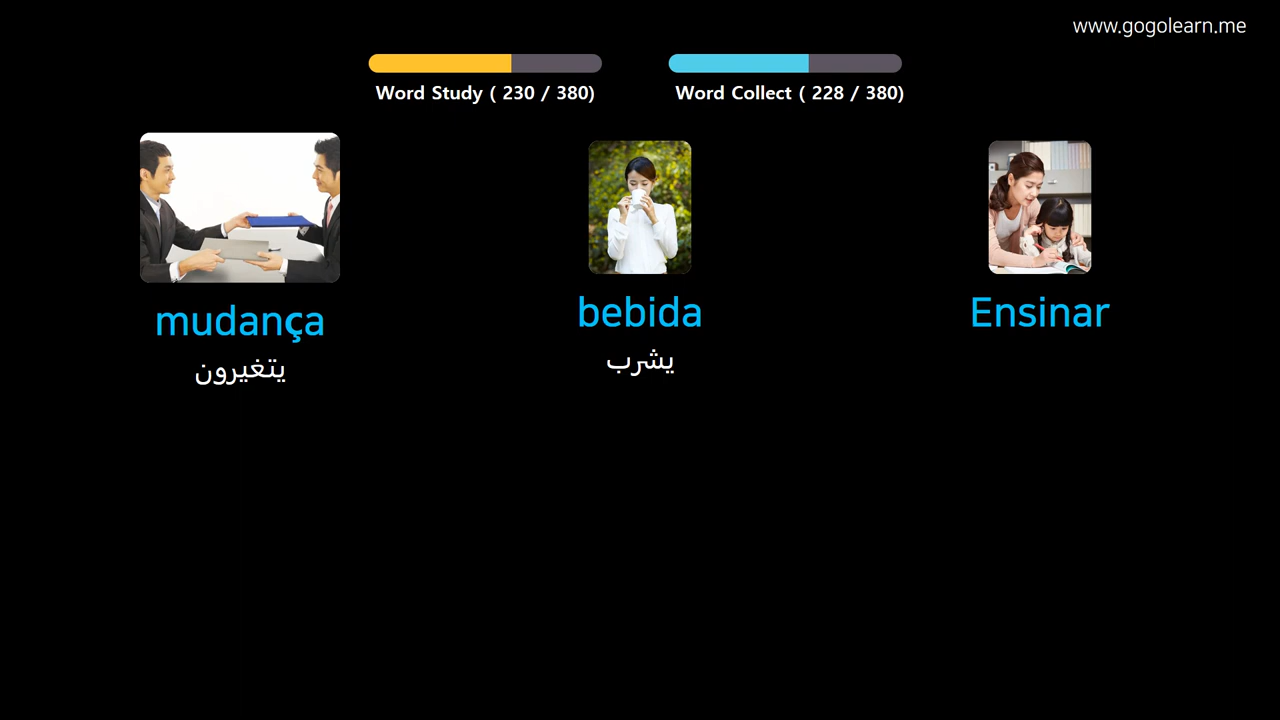 www.gogolearn.me
Word Study ( 230 / 380)
Word Collect ( 228 / 380)
mudança
يتغيرون
bebida
يشرب
Ensinar